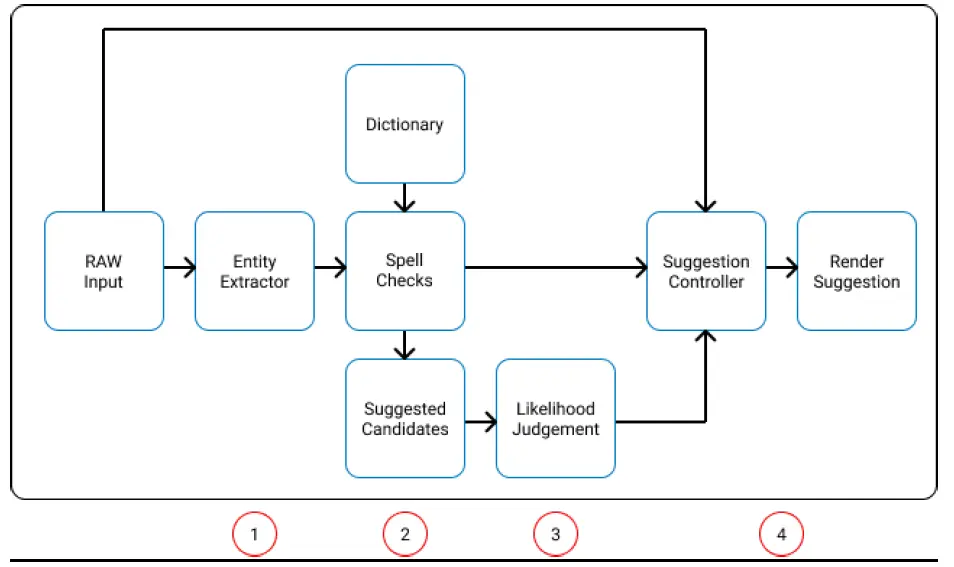 Dictionary
RAW
Input
Entity
Extractor
Spell
Checks
Suggestion
Controller
Render
Suggestion
Suggested
Candidates
Likelihood
Judgement
1
2
3
4